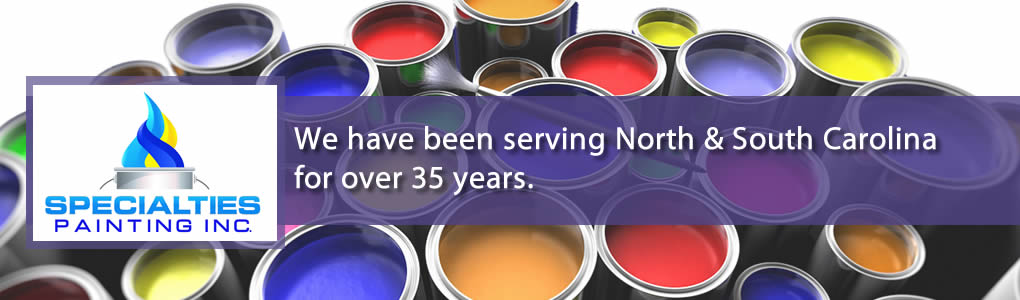 SPECIALTIES
PAINTING INC.
We have been serving North & South Carolina
for over 35 years.